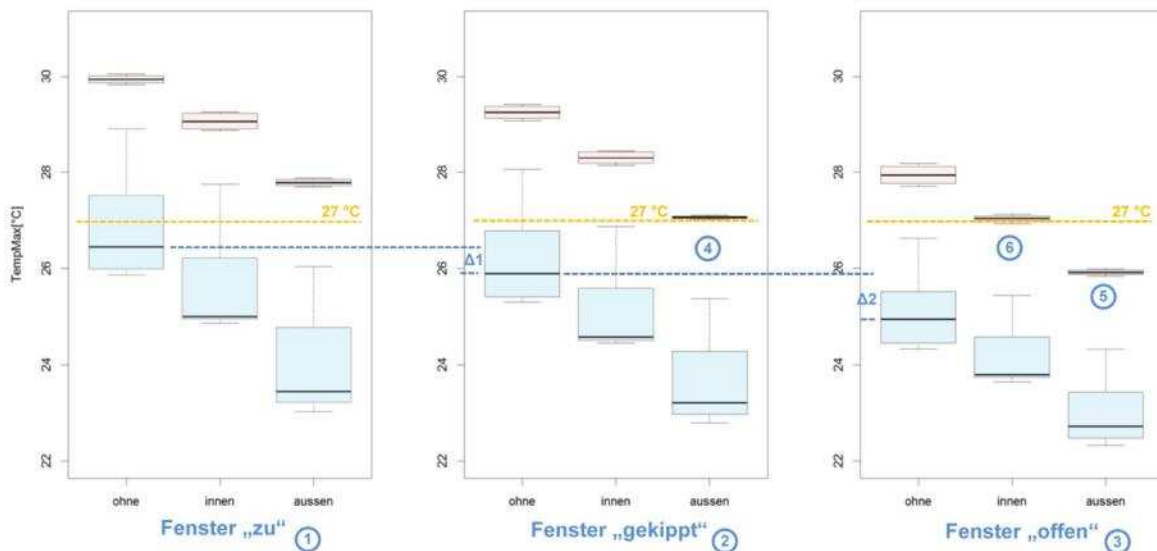 TempMax[°C]
30
28
26
24
22
27 °C
ohne
innen
aussen
Fenster „zu“ 1
30
28
26
24
22
27 °C
4
Δ1
ohne
innen
aussen
Fenster „gekippt“ 2
30
28
26
24
22
27 °C
6
5
Δ2
ohne
innen
aussen
Fenster „offen“ 3